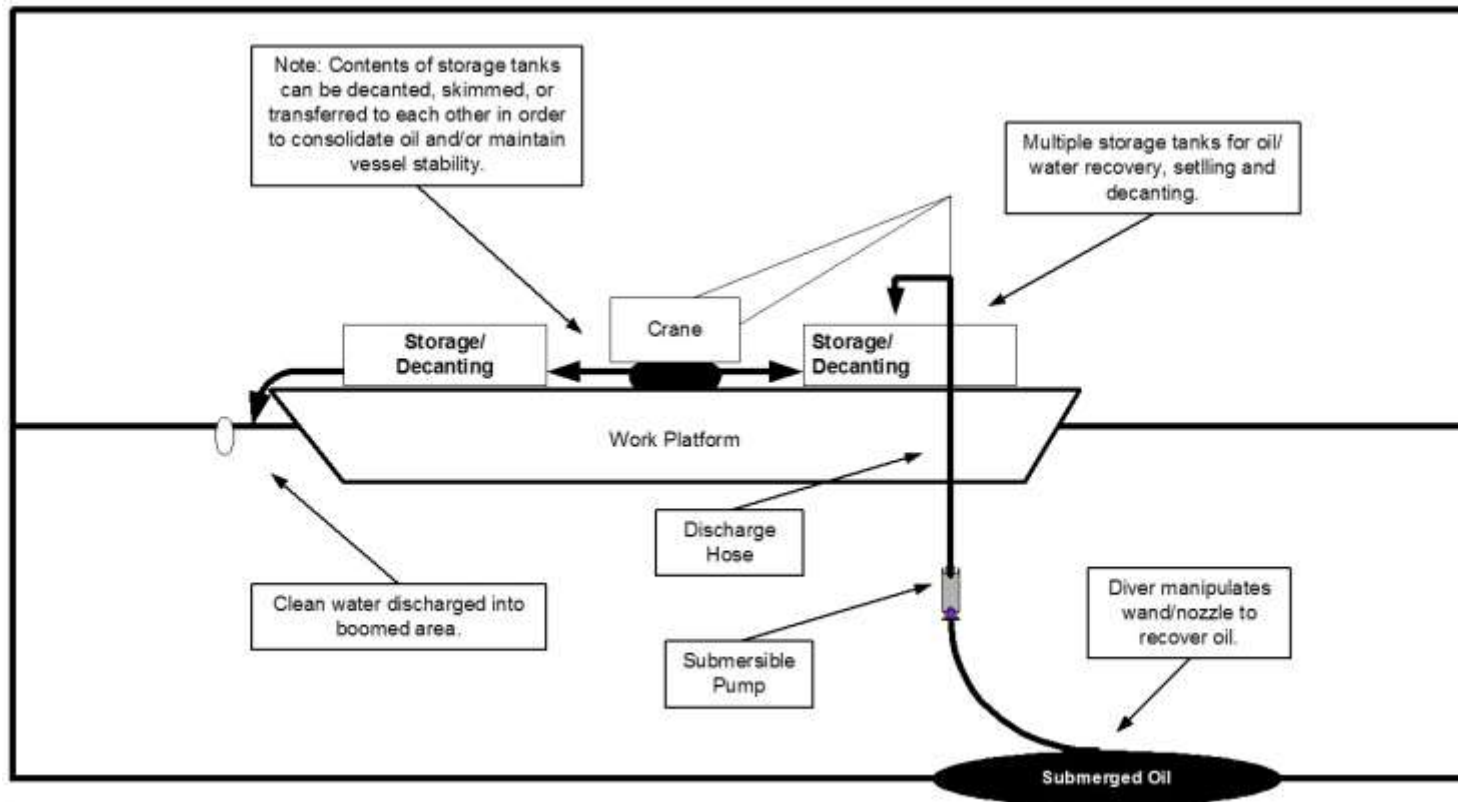 Note: Contents of storage tanks
can be decanted, skimmed, or
transferred to each other in order
to consolidate oil and/or maintain
vessel stability.
Multiple storage tanks for oil/
water recovery, setlling and
decanting.
Crane
Storage/
Decanting
Storage/
Decanting
Work Platform
Discharge
Hose
Clean water discharged into
boomed area.
Submersible
Pump
Diver manipulates
wand/nozzle to
recover oil.
Submerged Oil